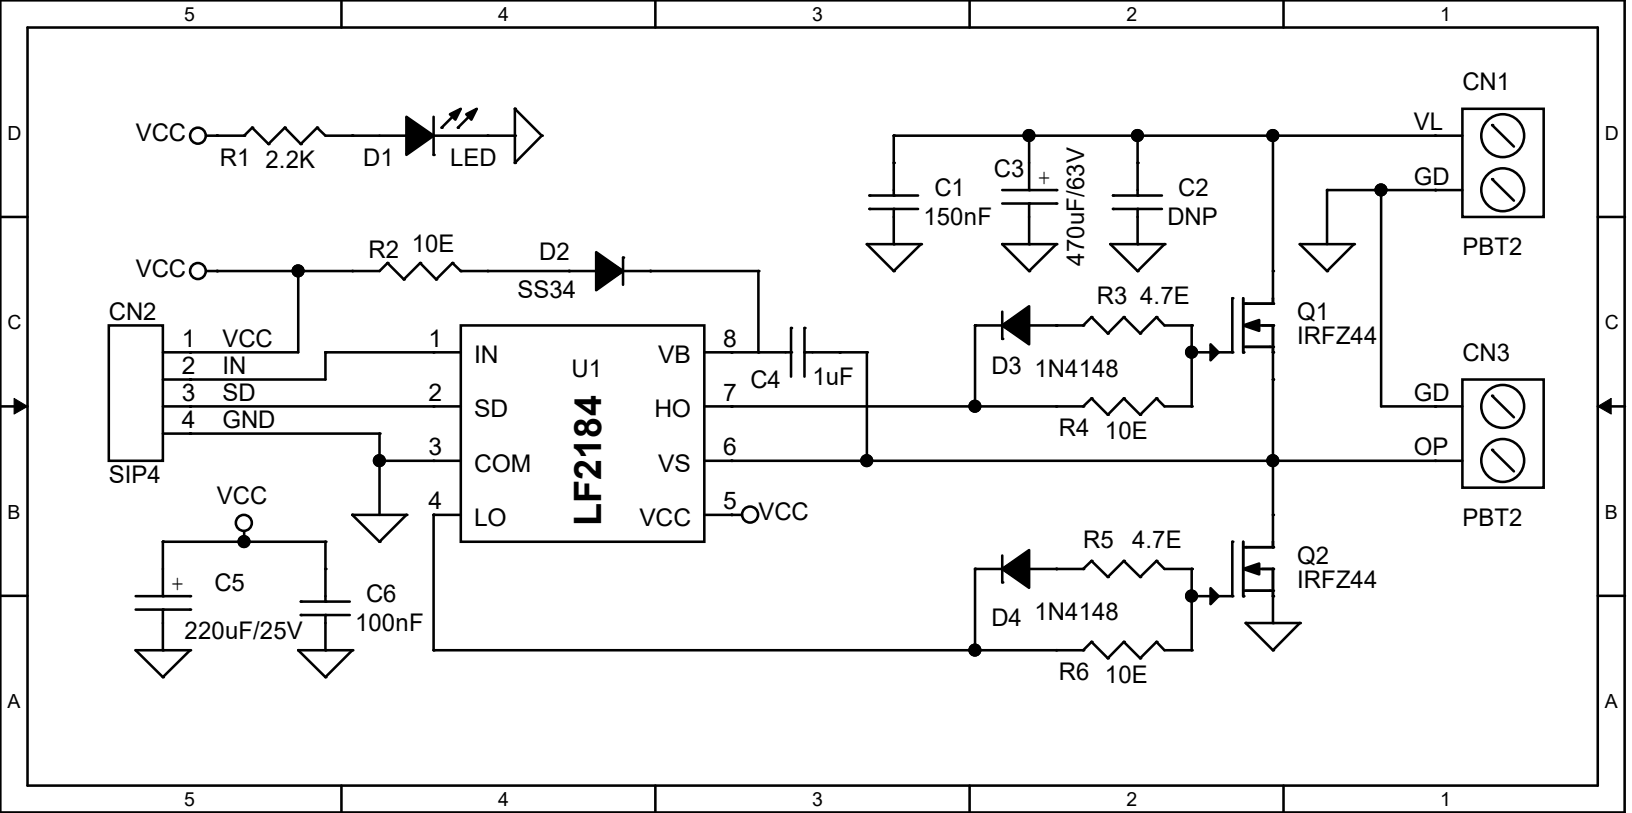 5 4 3 2 1
D D
CN1
VCC R1 2.2K D1 LED
VL
GD
PBT2
C1 150nF
C3 + 470uF/63V
C2 DNP
VCC R2 10E D2 SS34
C C
CN2
1 VCC
2 IN
3 SD
4 GND
SIP4
1 IN
2 SD
3 COM
4 LO
U1
LF2184
VB 8
HO 7
VS 6
VCC 5 VCC
C4 1uF
R3 4.7E
D3 1N4148
R4 10E
Q1
IRFZ44
CN3
GD
OP
PBT2
B B
VCC
+ C5
220uF/25V
C6
100nF
R5 4.7E
D4 1N4148
R6 10E
Q2
IRFZ44
A A
5 4 3 2 1